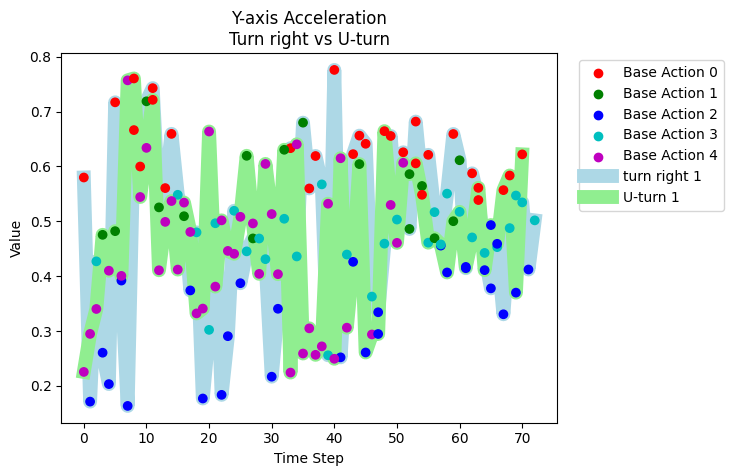 Y-axis Acceleration
Turn right vs U-turn
0.8
0.7
0.6
0.5
0.4
0.3
0.2
Value
0 10 20 30 40 50 60 70
Time Step
Base Action 0
Base Action 1
Base Action 2
Base Action 3
Base Action 4
turn right 1
U-turn 1